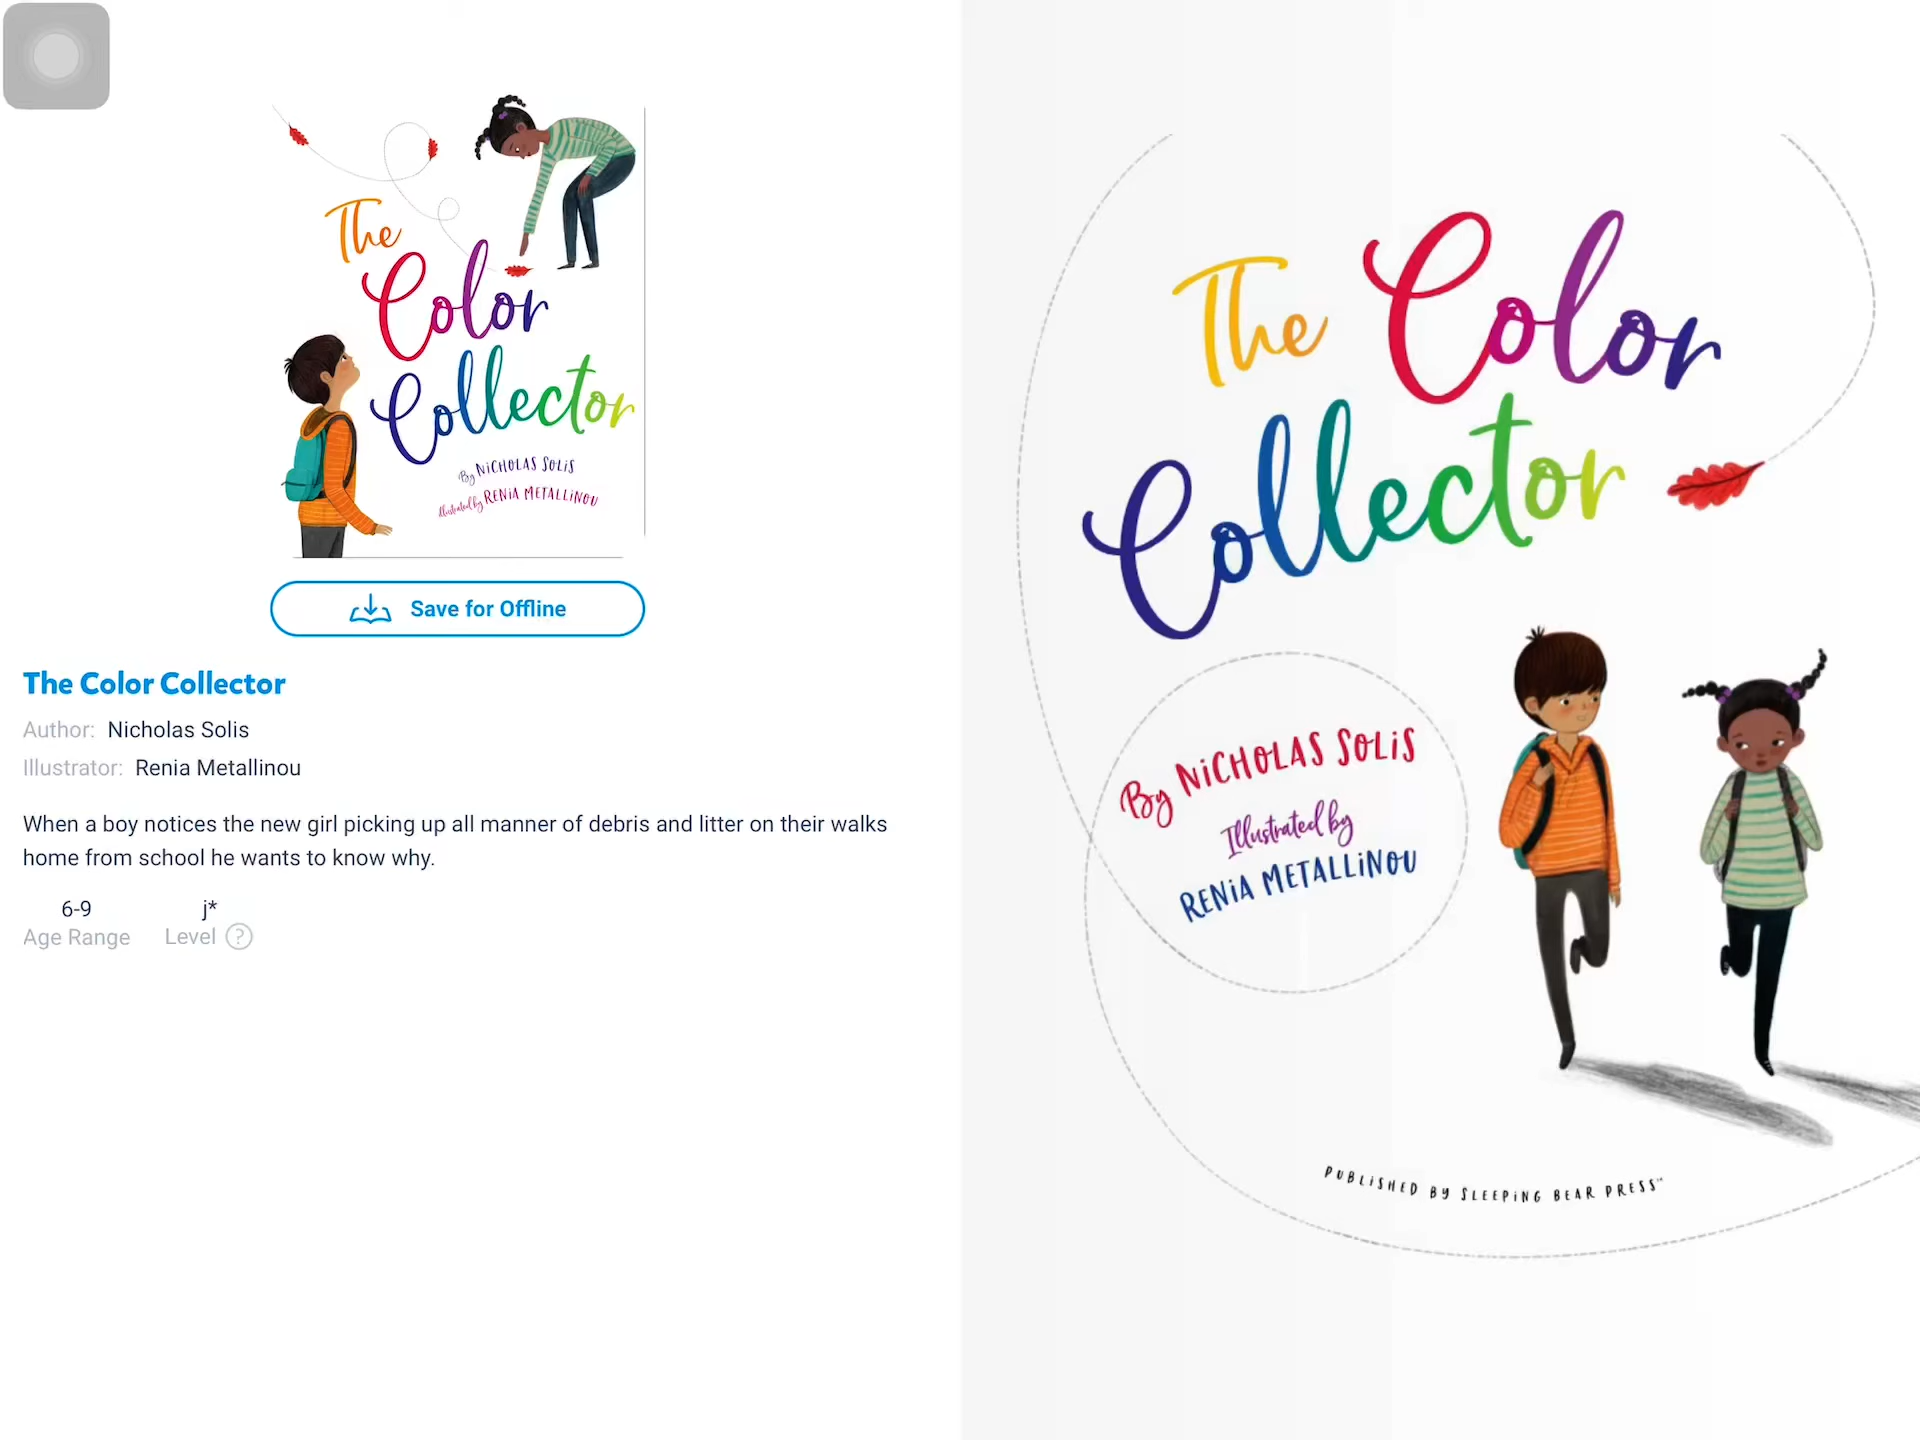 The
Color
Collector
By NiCHOLAS SOLiS
Illustrated by RENiA METALLiNOU
Save for Offline
The Color Collector
Author: Nicholas Solis
Illustrator: Renia Metallinou
When a boy notices the new girl picking up all manner of debris and litter on their walks
home from school he wants to know why.
6-9 j*
Age Range Level ?
The Color
Collector
By NiCHOLAS SOLiS
Illustrated by
RENiA METALLiNOU
PUBLiSHED BY SLEEPiNG BEAR PRESS™